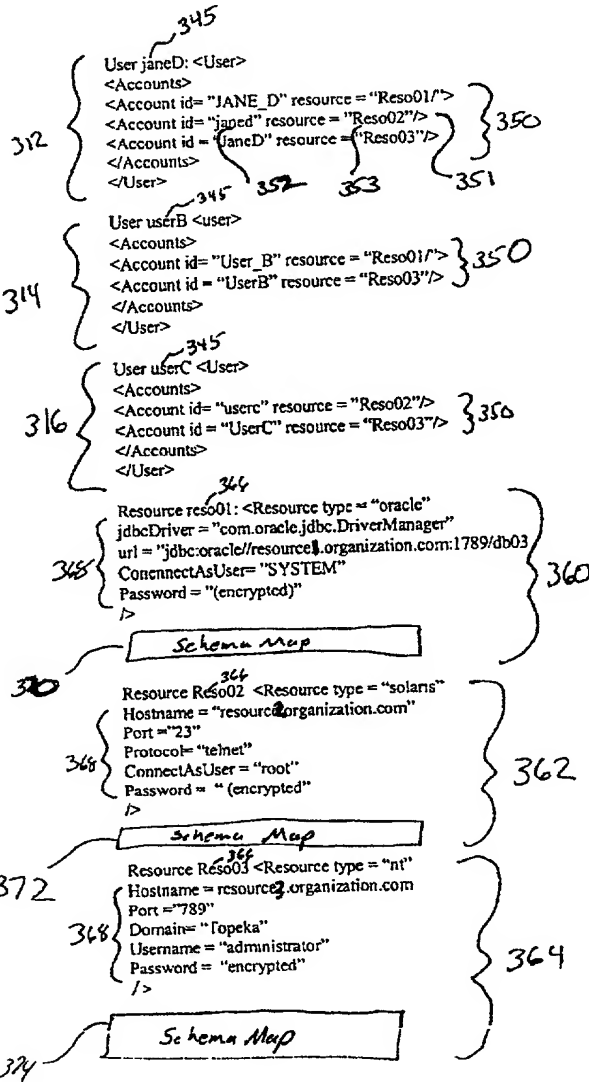 345
User janeD: <User>
<Accounts>
<Account id= "JANE_D" resource = "Reso01/">
<Account id= "janed" resource = "Reso02"/>
<Account id = "JaneD" resource = "Reso03"/>
</Accounts>
</User>
312
350
352
353
351
345
User userB <user>
<Accounts>
<Account id= "User_B" resource = "Reso01/">
<Account id = "UserB" resource = "Reso03"/>
</Accounts>
</User>
314
350
345
User userC <User>
<Accounts>
<Account id= "userc" resource = "Reso02"/>
<Account id = "UserC" resource = "Reso03"/>
</Accounts>
</User>
316
350
366
Resource reso01: <Resource type = "oracle"
jdbcDriver = "com.oracle.jdbc.DriverManager"
url = "jdbc:oracle//resource1.organization.com:1789/db03
ConennectAsUser= "SYSTEM"
Password = "(encrypted)"
/>
368
360
Schema Map
370
366
Resource Reso02 <Resource type = "solaris"
Hostname = "resource2organization.com"
Port ="23"
Protocol= "telnet"
ConnectAsUser = "root"
Password = " (encrypted"
/>
368
362
Schema Map
372
366
Resource Reso03 <Resource type = "nt"
Hostname = resource3.organization.com
Port ="789"
Domain= "Topeka"
Username = "administrator"
Password = "encrypted"
/>
368
364
Schema Map
374